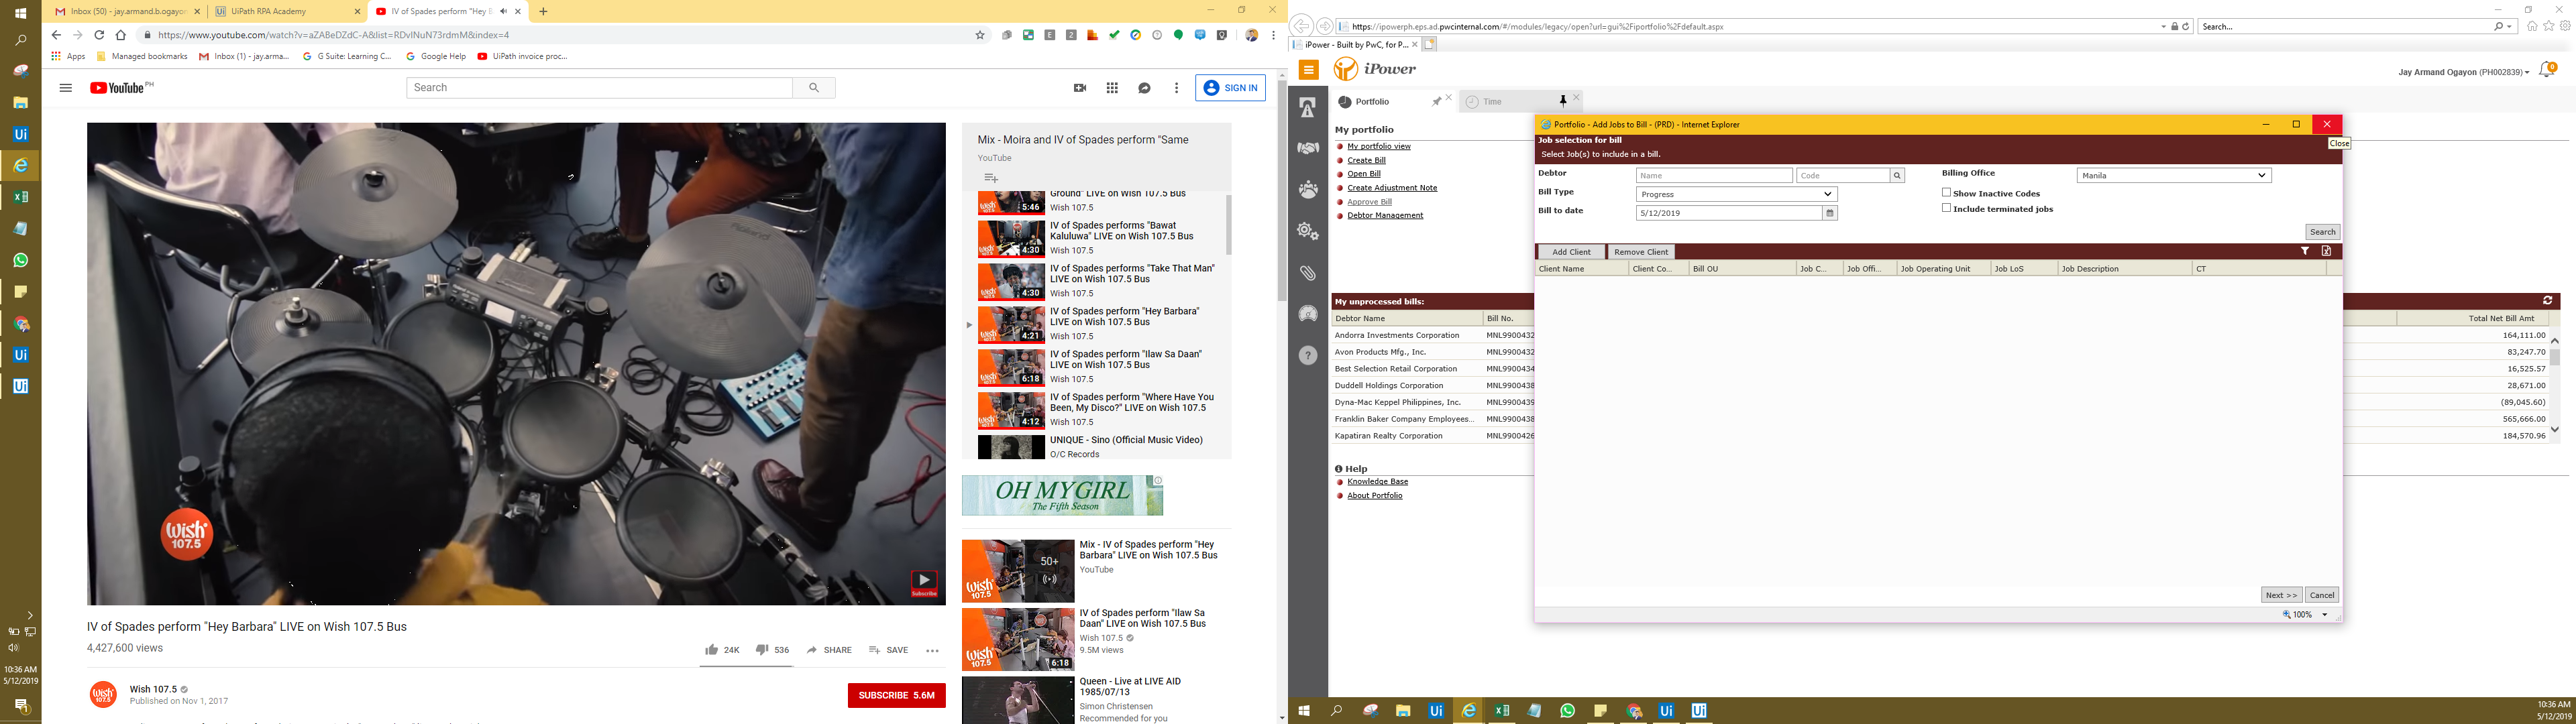 Inbox (50) - jay.armand.b.ogayon
UiPath RPA Academy
IV of Spades perform "Hey B
https://www.youtube.com/watch?v=aZA8eDZdC-A&list=RDvINuN73rdmM&index=4
Apps
Managed bookmarks
Inbox (1) - jay.arma...
G Suite: Learning C...
Google Help
UiPath invoice proc...
YouTube PH
Search
SIGN IN
Mix - Moira and IV of Spades perform "Same
YouTube
Ground" LIVE on Wish 107.5 Bus
Wish 107.5
5:46
IV of Spades performs "Bawat
Kaluluwa" LIVE on Wish 107.5 Bus
Wish 107.5
4:30
IV of Spades performs "Take That Man"
LIVE on Wish 107.5 Bus
Wish 107.5
4:30
IV of Spades perform "Hey Barbara"
LIVE on Wish 107.5 Bus
Wish 107.5
4:21
IV of Spades perform "Ilaw Sa Daan"
LIVE on Wish 107.5 Bus
Wish 107.5
6:18
IV of Spades perform "Where Have You
Been, My Disco?" LIVE on Wish 107.5
Wish 107.5
4:12
UNIQUE - Sino (Official Music Video)
O/C Records
OH MY GIRL
The Fifth Season
Mix - IV of Spades perform "Hey
Barbara" LIVE on Wish 107.5 Bus
YouTube
50+
IV of Spades perform "Ilaw Sa
Daan" LIVE on Wish 107.5 Bus
Wish 107.5
9.5M views
6:18
Queen - Live at LIVE AID
1985/07/13
Simon Christensen
Recommended for you
Roland
wish
107.5
Subscribe
IV of Spades perform "Hey Barbara" LIVE on Wish 107.5 Bus
4,427,600 views
24K
536
SHARE
SAVE
Wish 107.5
Published on Nov 1, 2017
SUBSCRIBE 5.6M
10:36 AM
5/12/2019
https://ipowerph.eps.ad.pwcinternal.com/#/modules/legacy/open?url=gui%2Fiportfolio%2Fdefault.aspx
Search...
iPower - Built by PwC, for P...
iPower
Jay Armand Ogayon (PH002839)
0
Portfolio
Time
My portfolio
My portfolio view
Create Bill
Open Bill
Create Adjustment Note
Approve Bill
Debtor Management
Portfolio - Add Jobs to Bill - (PRD) - Internet Explorer
Close
Job selection for bill
Select Job(s) to include in a bill.
Debtor
Name
Code
Billing Office
Manila
Bill Type
Progress
Show Inactive Codes
Bill to date
5/12/2019
Include terminated jobs
Search
Add Client
Remove Client
Client Name
Client Co...
Bill OU
Job C...
Job Offi...
Job Operating Unit
Job LoS
Job Description
CT
Next >>
Cancel
100%
My unprocessed bills:
Debtor Name
Bill No.
Total Net Bill Amt
Andorra Investments Corporation
MNL9900432
164,111.00
Avon Products Mfg., Inc.
MNL9900432
83,247.70
Best Selection Retail Corporation
MNL9900434
16,525.57
Duddell Holdings Corporation
MNL9900438
28,671.00
Dyna-Mac Keppel Philippines, Inc.
MNL9900439
(89,045.60)
Franklin Baker Company Employees...
MNL9900438
565,666.00
Kapatiran Realty Corporation
MNL9900426
184,570.96
Help
Knowledge Base
About Portfolio
10:36 AM
5/12/2019